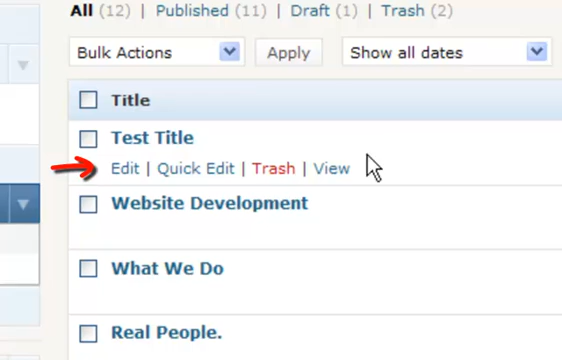 All (12) | Published (11) | Draft (1) | Trash (2)
Bulk Actions Apply Show all dates
Title
Test Title
Edit | Quick Edit | Trash | View
Website Development
What We Do
Real People.